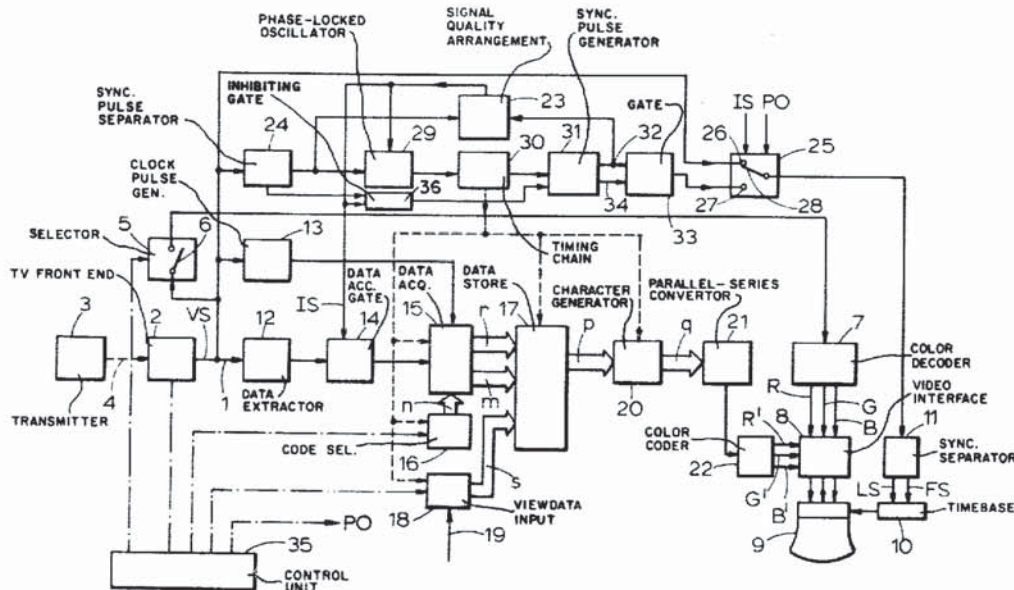 PHASE-LOCKED
OSCILLATOR
SIGNAL
QUALITY
ARRANGEMENT
SYNC.
PULSE
GENERATOR
INHIBITING
GATE
SYNC.
PULSE
SEPARATOR
GATE
IS PO
23
24
29
30
31
32
26
25
CLOCK
PULSE
GEN.
36
34
27
28
33
5
6
13
SELECTOR
TIMING
CHAIN
TV FRONT END
DATA
ACC.
GATE
DATA
ACQ.
DATA
STORE
CHARACTER
GENERATOR
PARALLEL-SERIES
CONVERTOR
3
2
VS
12
IS
14
15
r
17
p
q
21
7
COLOR
DECODER
4
1
DATA
EXTRACTOR
m
20
TRANSMITTER
n
R
G
B
VIDEO
INTERFACE
8
11
CODE SEL.
16
COLOR
CODER
R'
SYNC.
SEPARATOR
s
22
G'
B'
LS
FS
18
VIEWDATA
INPUT
TIMEBASE
PO
19
9
10
35
CONTROL
UNIT